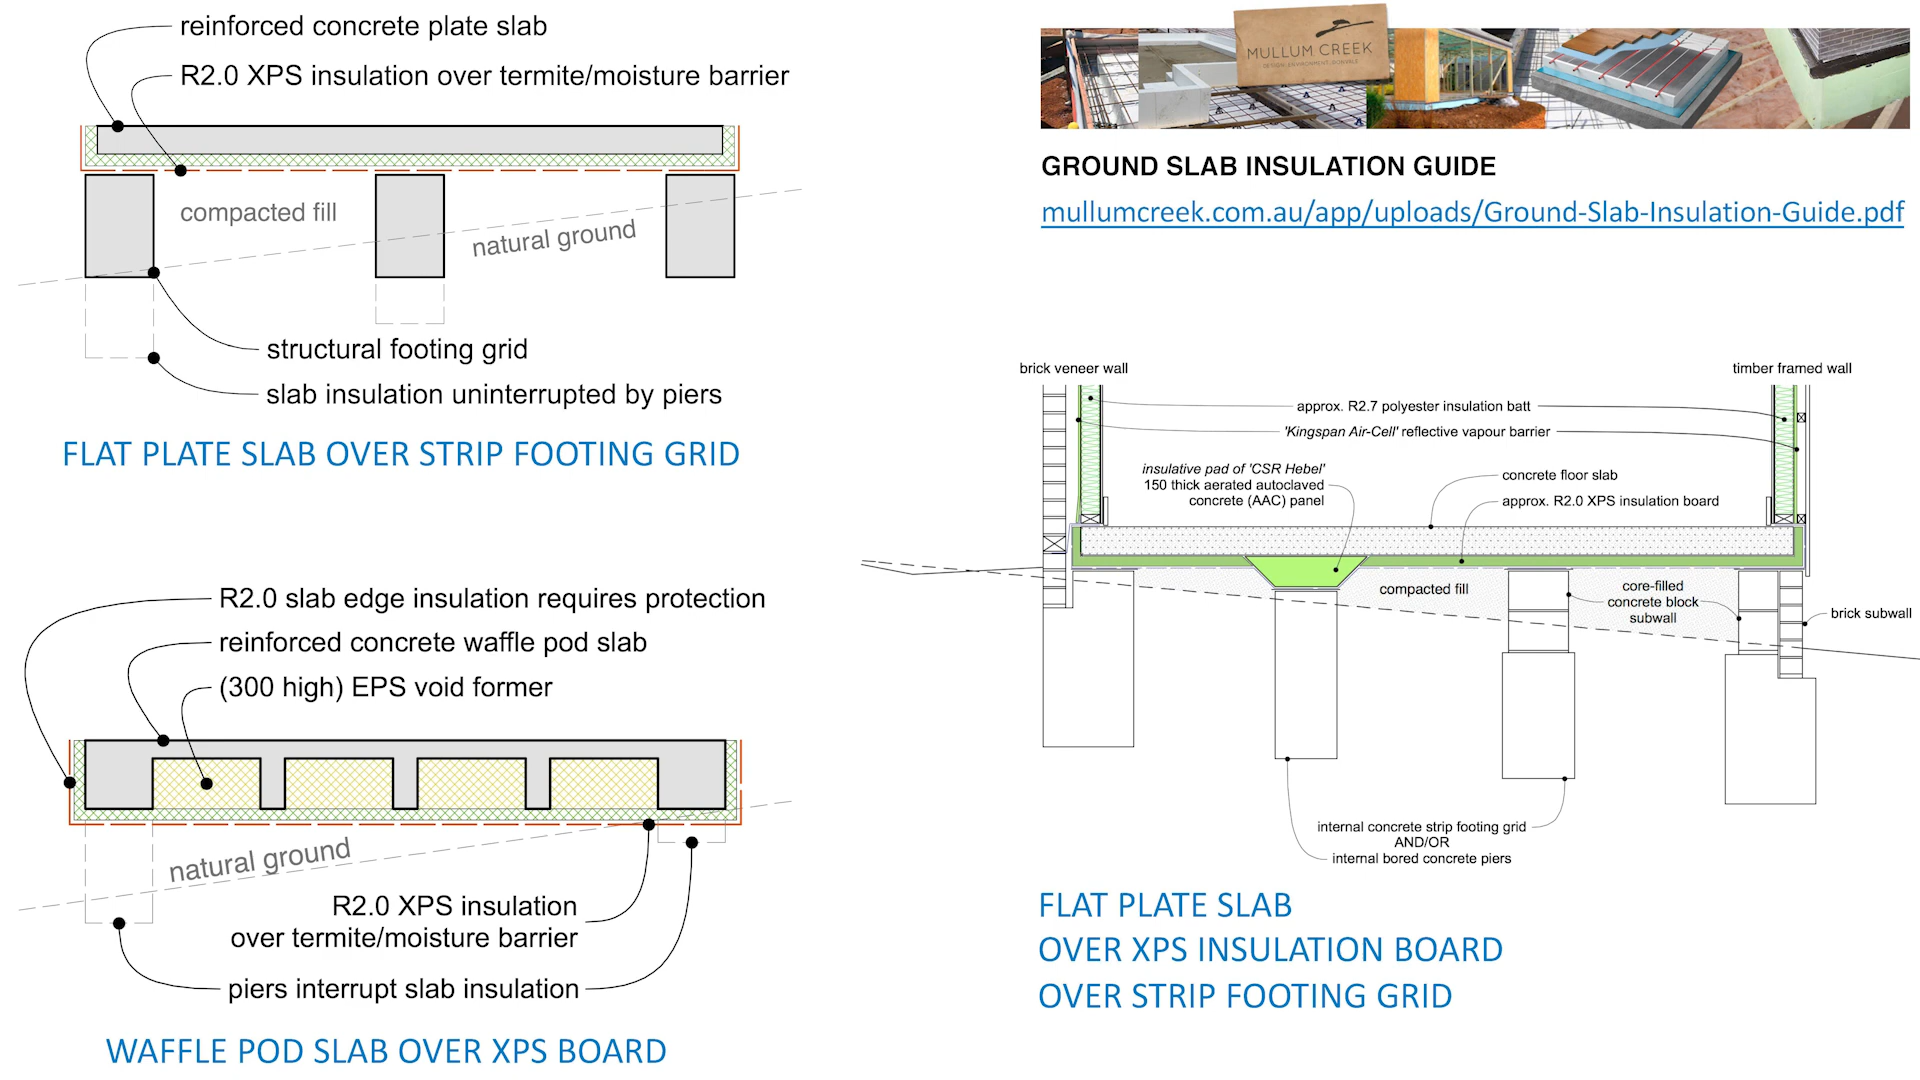 reinforced concrete plate slab
R2.0 XPS insulation over termite/moisture barrier
compacted fill
natural ground
structural footing grid
slab insulation uninterrupted by piers
FLAT PLATE SLAB OVER STRIP FOOTING GRID
R2.0 slab edge insulation requires protection
reinforced concrete waffle pod slab
(300 high) EPS void former
natural ground
R2.0 XPS insulation
over termite/moisture barrier
piers interrupt slab insulation
WAFFLE POD SLAB OVER XPS BOARD
MULLUM CREEK
GROUND SLAB INSULATION GUIDE
mullumcreek.com.au/app/uploads/Ground-Slab-Insulation-Guide.pdf
brick veneer wall
timber framed wall
approx. R2.7 polyester insulation batt
'Kingspan Air-Cell' reflective vapour barrier
insulative pad of 'CSR Hebel'
150 thick aerated autoclaved
concrete (AAC) panel
concrete floor slab
approx. R2.0 XPS insulation board
compacted fill
core-filled
concrete block
subwall
brick subwall
internal concrete strip footing grid
AND/OR
internal bored concrete piers
FLAT PLATE SLAB
OVER XPS INSULATION BOARD
OVER STRIP FOOTING GRID